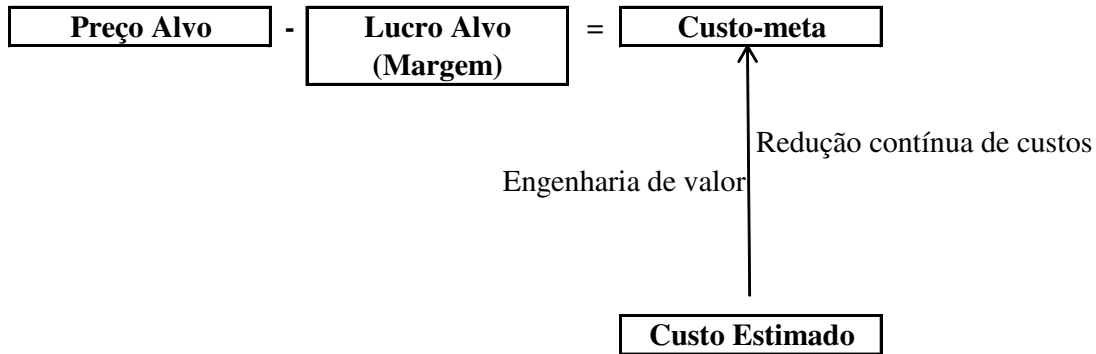 Preço Alvo - Lucro Alvo = Custo-meta
(Margem)
Redução contínua de custos
Engenharia de valor
Custo Estimado